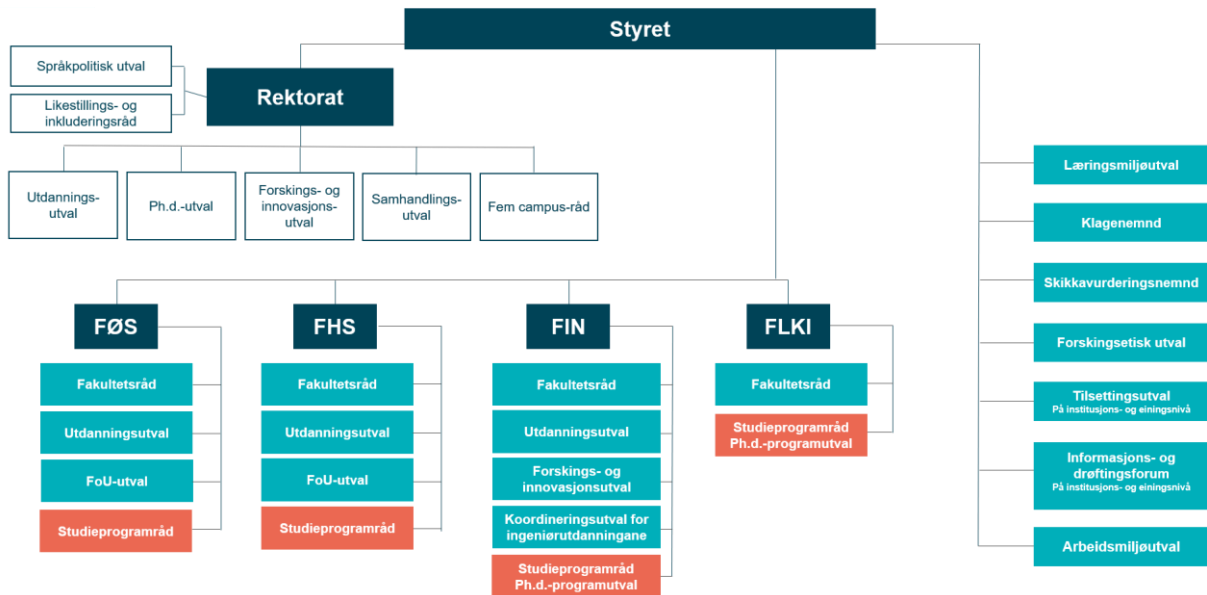 Styret
Språkpolitisk utval
Rektorat
Likestillings- og
inkluderingsråd
Utdannings-
utval
Ph.d.-utval
Forskings- og
innovasjons-
utval
Samhandlings-
utval
Fem campus-råd
Læringsmiljøutval
Klagenemnd
Skikkavurderingsnemnd
Forskingsetisk utval
Tilsettingsutval
På institusjons- og einingsnivå
Informasjons- og
drøftingsforum
På institusjons- og einingsnivå
Arbeidsmiljøutval
FØS
Fakultetsråd
Utdanningsutval
FoU-utval
Studieprogramråd
FHS
Fakultetsråd
Utdanningsutval
FoU-utval
Studieprogramråd
FIN
Fakultetsråd
Utdanningsutval
Forskings- og
innovasjonsutval
Koordineringsutval for
ingeniørutdanningane
Studieprogramråd
Ph.d.-programutval
FLKI
Fakultetsråd
Studieprogramråd
Ph.d.-programutval